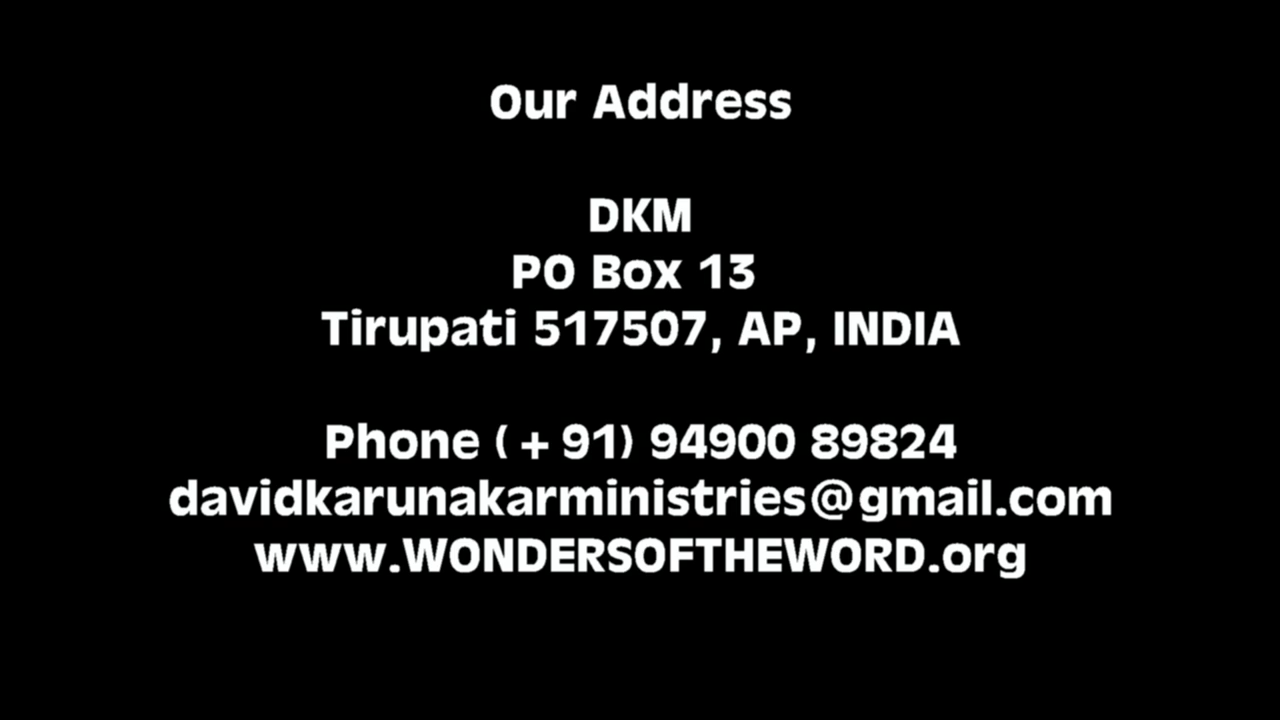 Our Address
DKM
PO Box 13
Tirupati 517507, AP, INDIA
Phone ( + 91) 94900 89824
davidkarunakarministries@gmail.com
www.WONDERSOFTHEWORD.org